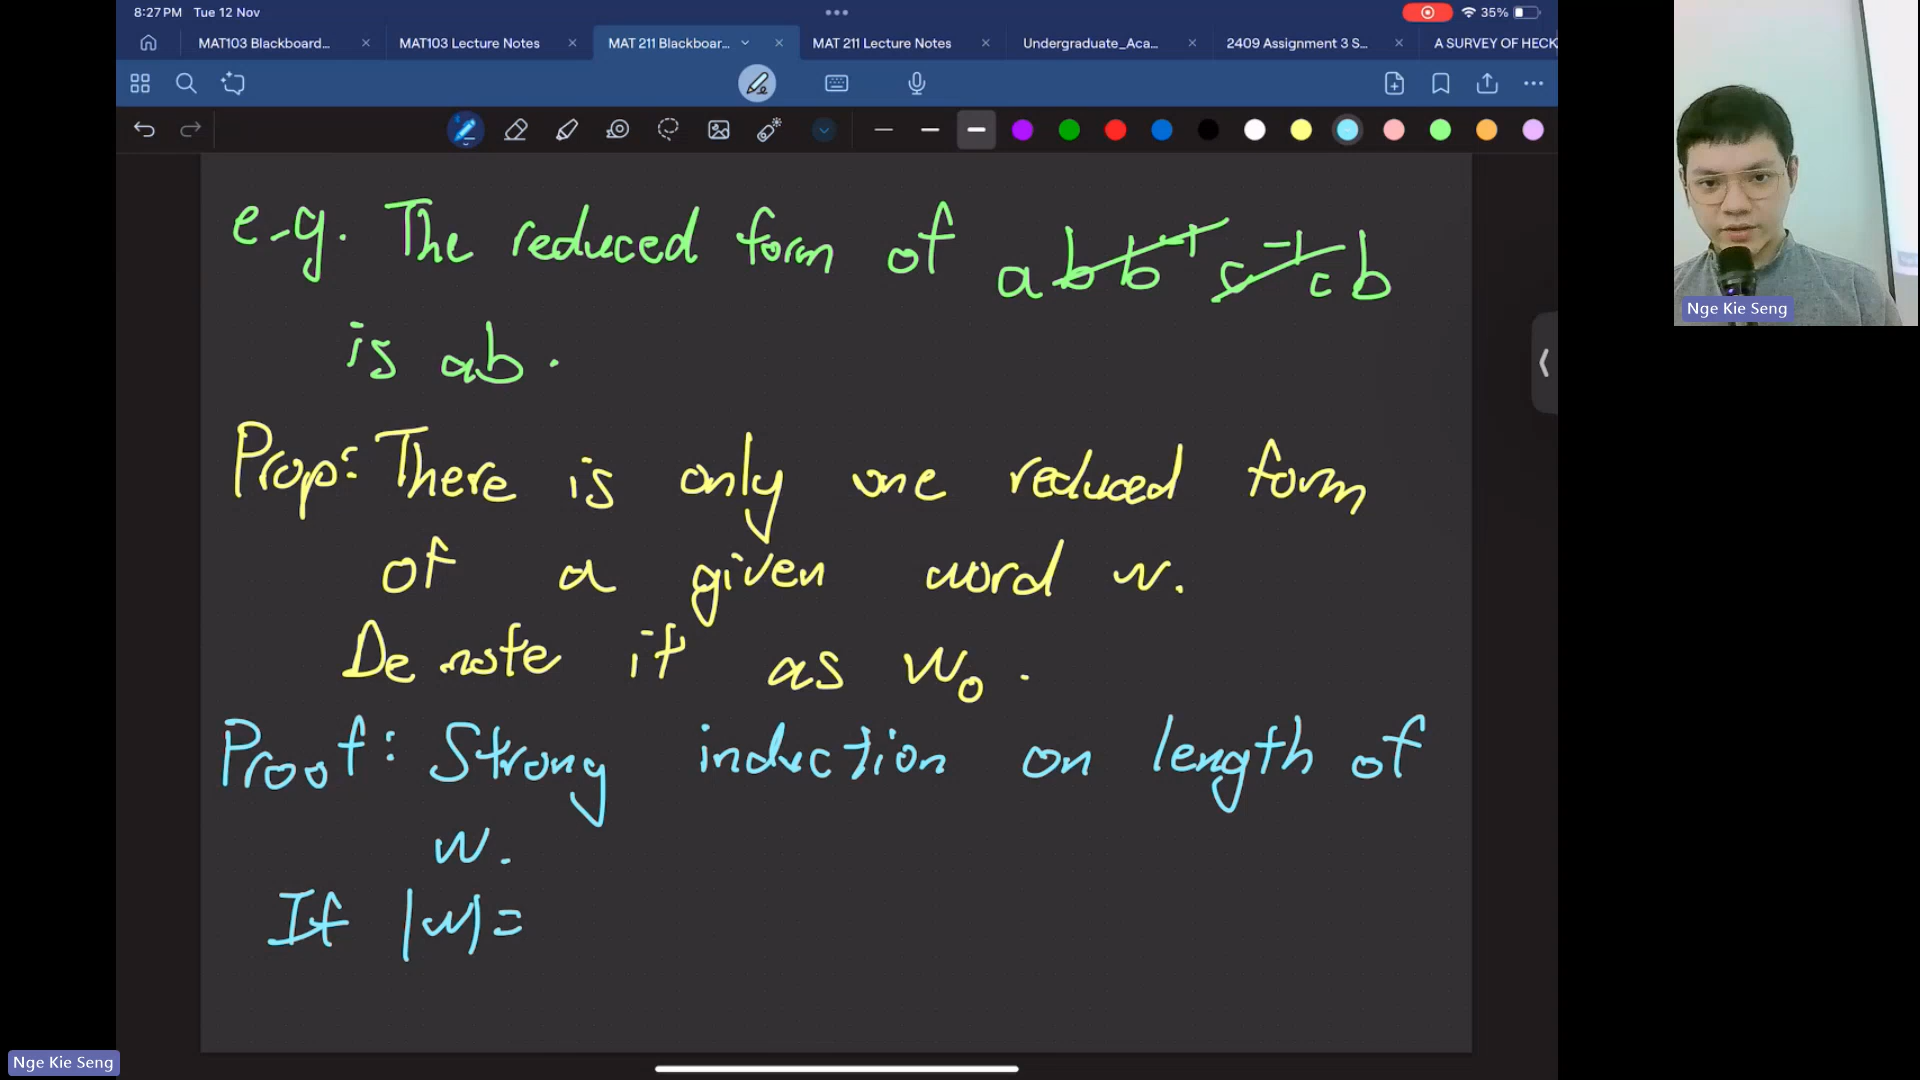 8:27 PM Tue 12 Nov
35%
MAT103 Blackboard...
MAT103 Lecture Notes
MAT 211 Blackboar...
MAT 211 Lecture Notes
Undergraduate_Aca...
2409 Assignment 3 S...
A SURVEY OF HECK
e.g. The reduced form of abb⁻¹c⁻¹cb
is ab.
Prop: There is only one reduced form
of a given word w.
Denote it as w₀.
Proof: Strong induction on length of
w.
If |w|=
Nge Kie Seng
Nge Kie Seng